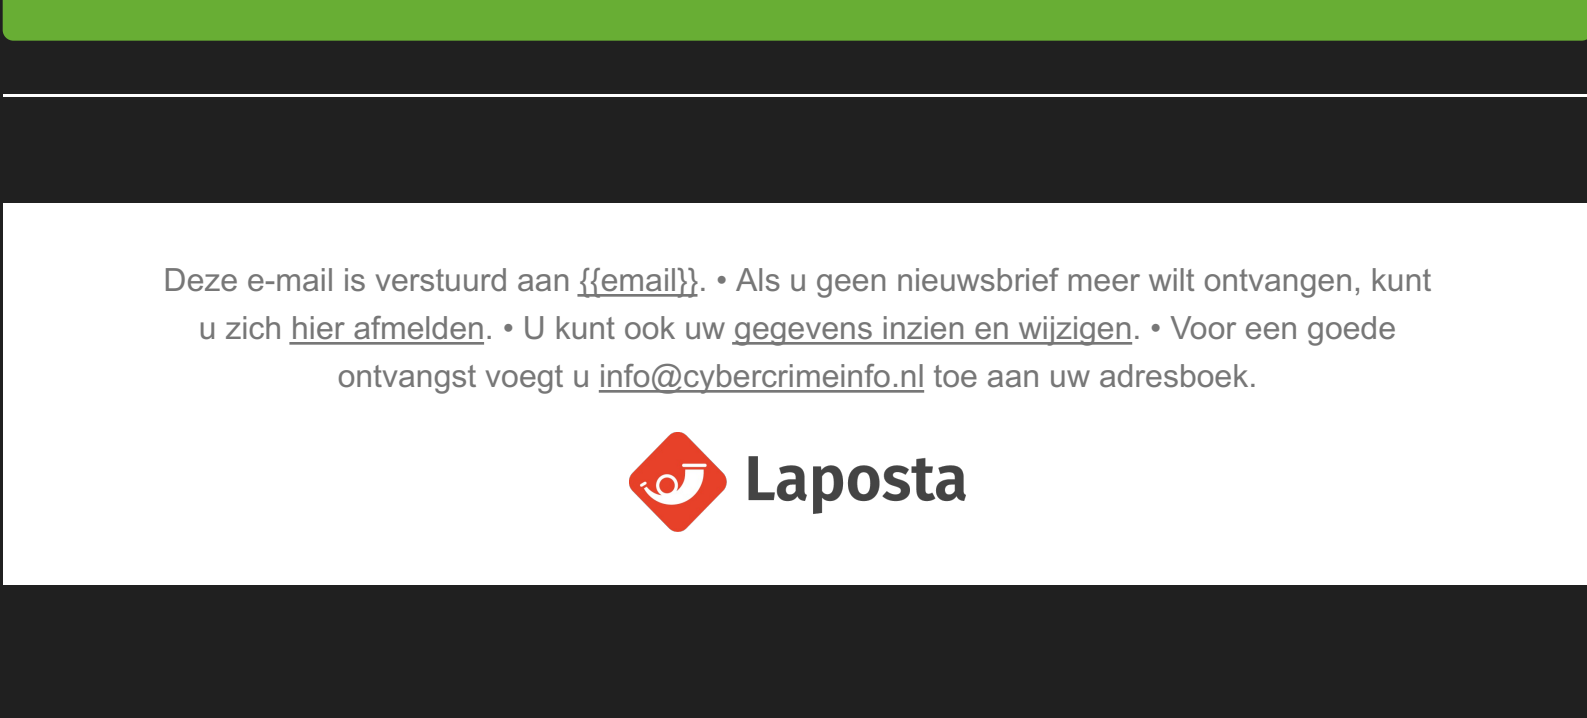 Deze e-mail is verstuurd aan {{email}}. • Als u geen nieuwsbrief meer wilt ontvangen, kunt
u zich hier afmelden. • U kunt ook uw gegevens inzien en wijzigen. • Voor een goede
ontvangst voegt u info@cybercrimeinfo.nl toe aan uw adresboek.
Laposta